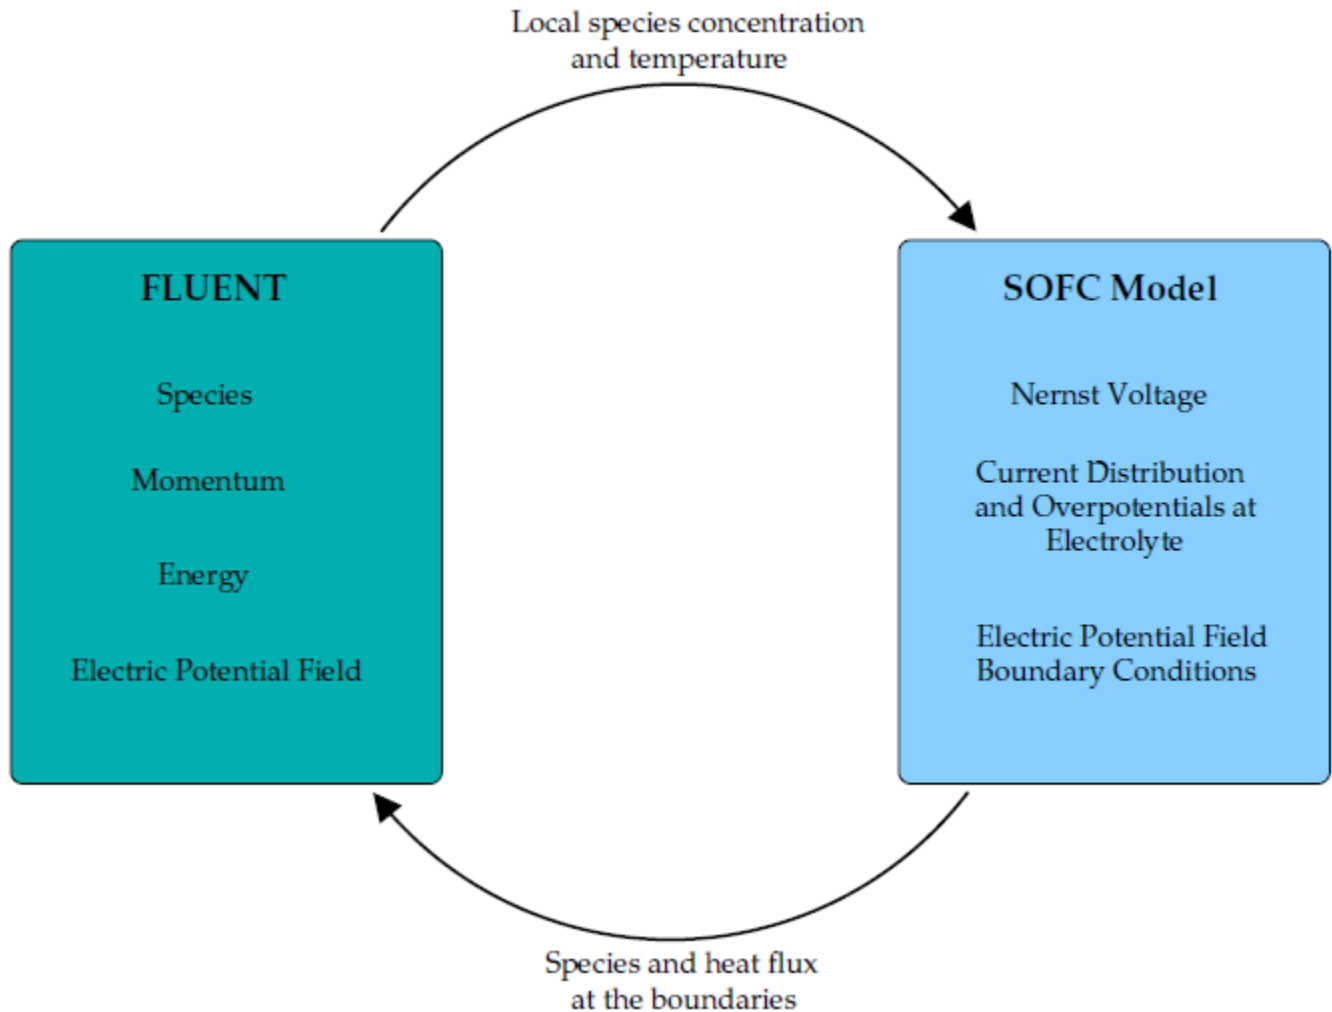 Local species concentration
and temperature
FLUENT
Species
Momentum
Energy
Electric Potential Field
SOFC Model
Nernst Voltage
Current Distribution
and Overpotentials at
Electrolyte
Electric Potential Field
Boundary Conditions
Species and heat flux
at the boundaries